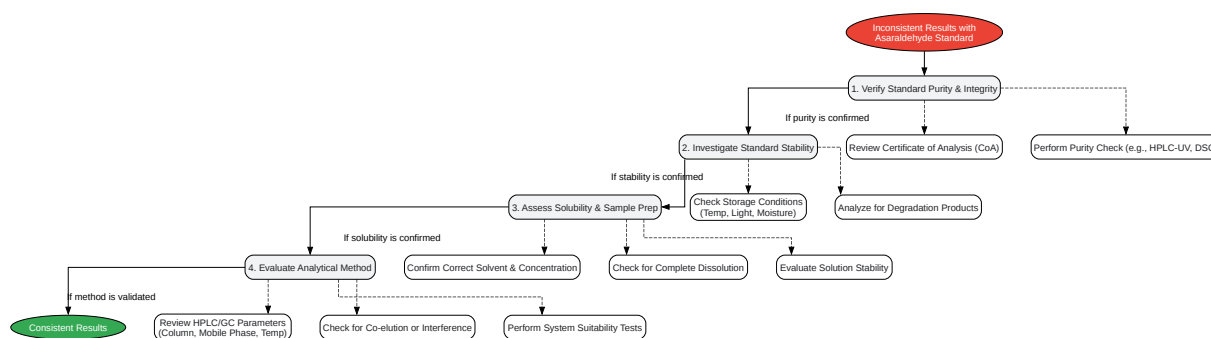 Inconsistent Results with
Asaraldehyde Standard
1. Verify Standard Purity & Integrity
If purity is confirmed
2. Investigate Standard Stability
Review Certificate of Analysis (CoA)
Perform Purity Check (e.g., HPLC-UV, DSC
If stability is confirmed
Check Storage Conditions
(Temp, Light, Moisture)
Analyze for Degradation Products
3. Assess Solubility & Sample Prep
If solubility is confirmed
4. Evaluate Analytical Method
Confirm Correct Solvent & Concentration
Check for Complete Dissolution
Evaluate Solution Stability
If method is validated
Consistent Results
Review HPLC/GC Parameters
(Column, Mobile Phase, Temp)
Check for Co-elution or Interference
Perform System Suitability Tests